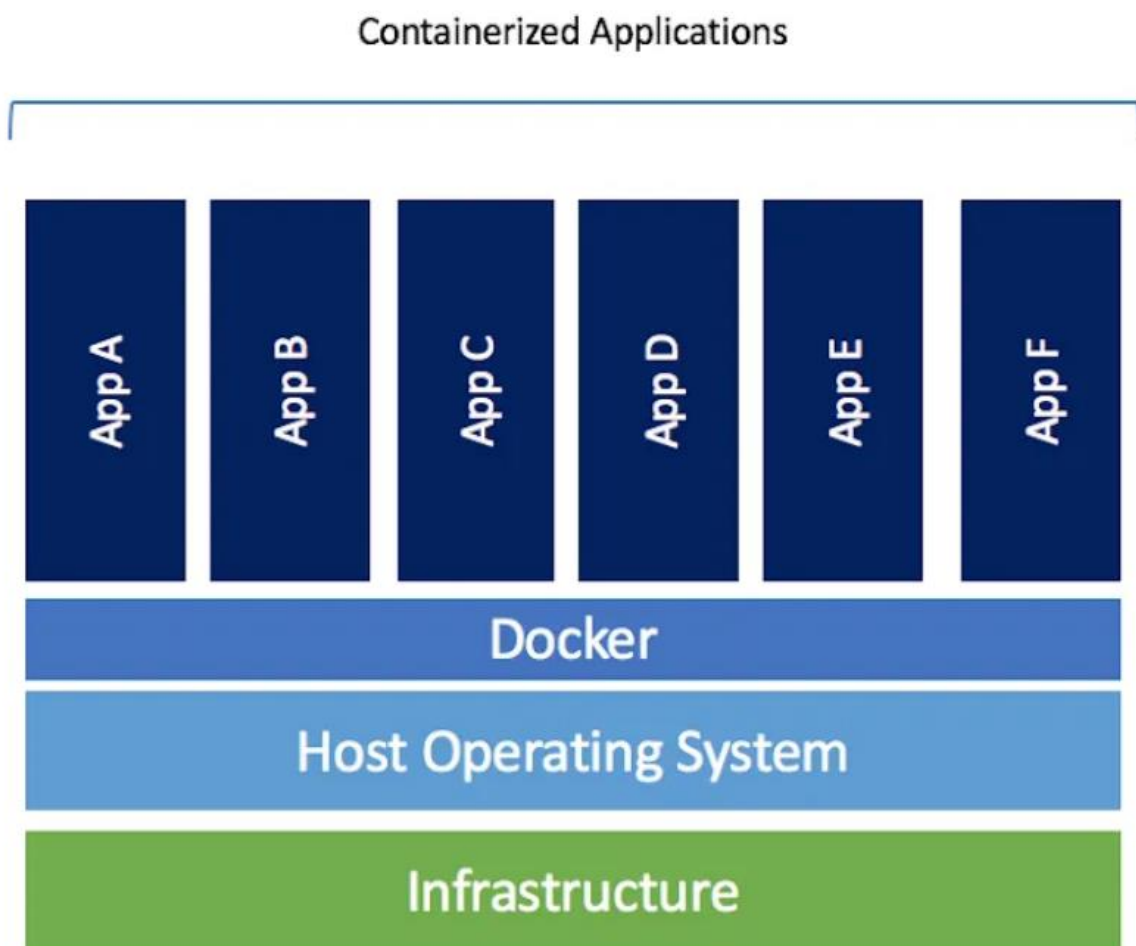 Containerized Applications
App A
App B
App C
App D
App E
App F
Docker
Host Operating System
Infrastructure